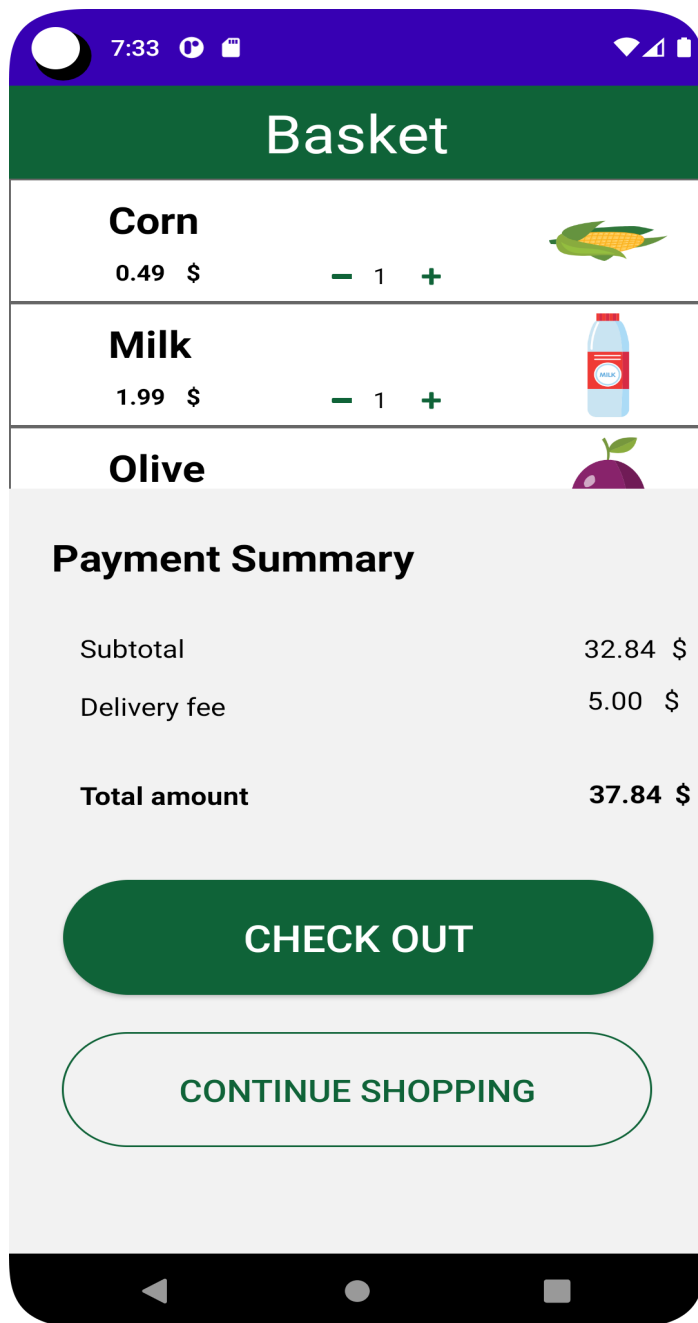 7:33
Basket
Corn
0.49 $
1
Milk
1.99 $
1
MILK
Olive
Payment Summary
Subtotal 32.84 $
Delivery fee 5.00 $
Total amount 37.84 $
CHECK OUT
CONTINUE SHOPPING